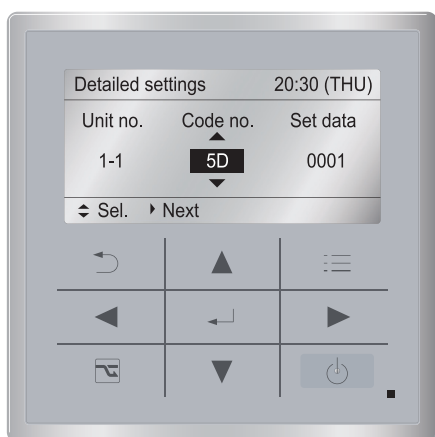 Detailed settings 20:30 (THU)
Unit no. Code no. Set data
1-1 5D 0001
Sel. Next